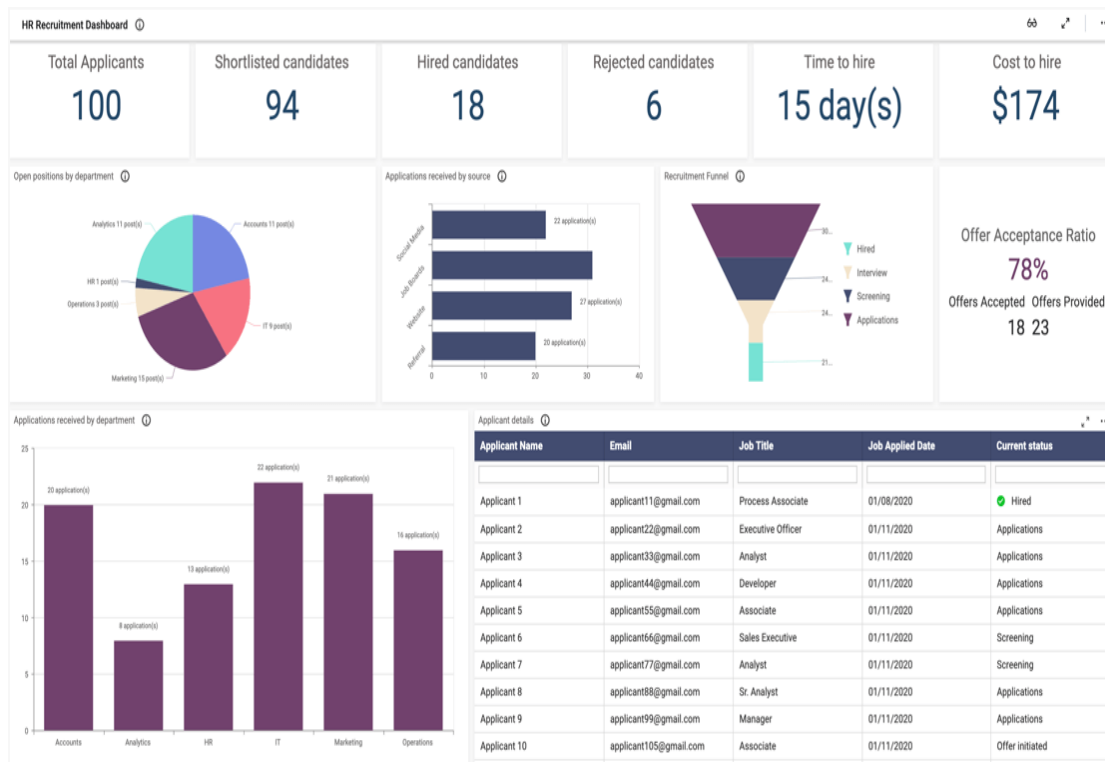 HR Recruitment Dashboard
Total Applicants
100
Shortlisted candidates
94
Hired candidates
18
Rejected candidates
6
Time to hire
15 day(s)
Cost to hire
$174
Open positions by department
Analytics 11 post(s)
Accounts 11 post(s)
HR 1 post(s)
Operations 3 post(s)
IT 9 post(s)
Marketing 15 post(s)
Applications received by source
Social Media
22 application(s)
Job Boards
Website
27 application(s)
Referral
20 application(s)
0 10 20 30 40
Recruitment Funnel
30...
24...
24...
21...
Hired
Interview
Screening
Applications
Offer Acceptance Ratio
78%
Offers Accepted Offers Provided
18 23
Applications received by department
25
20
15
10
5
0
20 application(s)
8 application(s)
13 application(s)
22 application(s)
21 application(s)
16 application(s)
Accounts Analytics HR IT Marketing Operations
Applicant details
Applicant Name Email Job Title Job Applied Date Current status
Applicant 1 applicant11@gmail.com Process Associate 01/08/2020 Hired
Applicant 2 applicant22@gmail.com Executive Officer 01/11/2020 Applications
Applicant 3 applicant33@gmail.com Analyst 01/11/2020 Applications
Applicant 4 applicant44@gmail.com Developer 01/11/2020 Applications
Applicant 5 applicant55@gmail.com Associate 01/11/2020 Applications
Applicant 6 applicant66@gmail.com Sales Executive 01/11/2020 Screening
Applicant 7 applicant77@gmail.com Analyst 01/11/2020 Screening
Applicant 8 applicant88@gmail.com Sr. Analyst 01/11/2020 Applications
Applicant 9 applicant99@gmail.com Manager 01/11/2020 Applications
Applicant 10 applicant105@gmail.com Associate 01/11/2020 Offer initiated